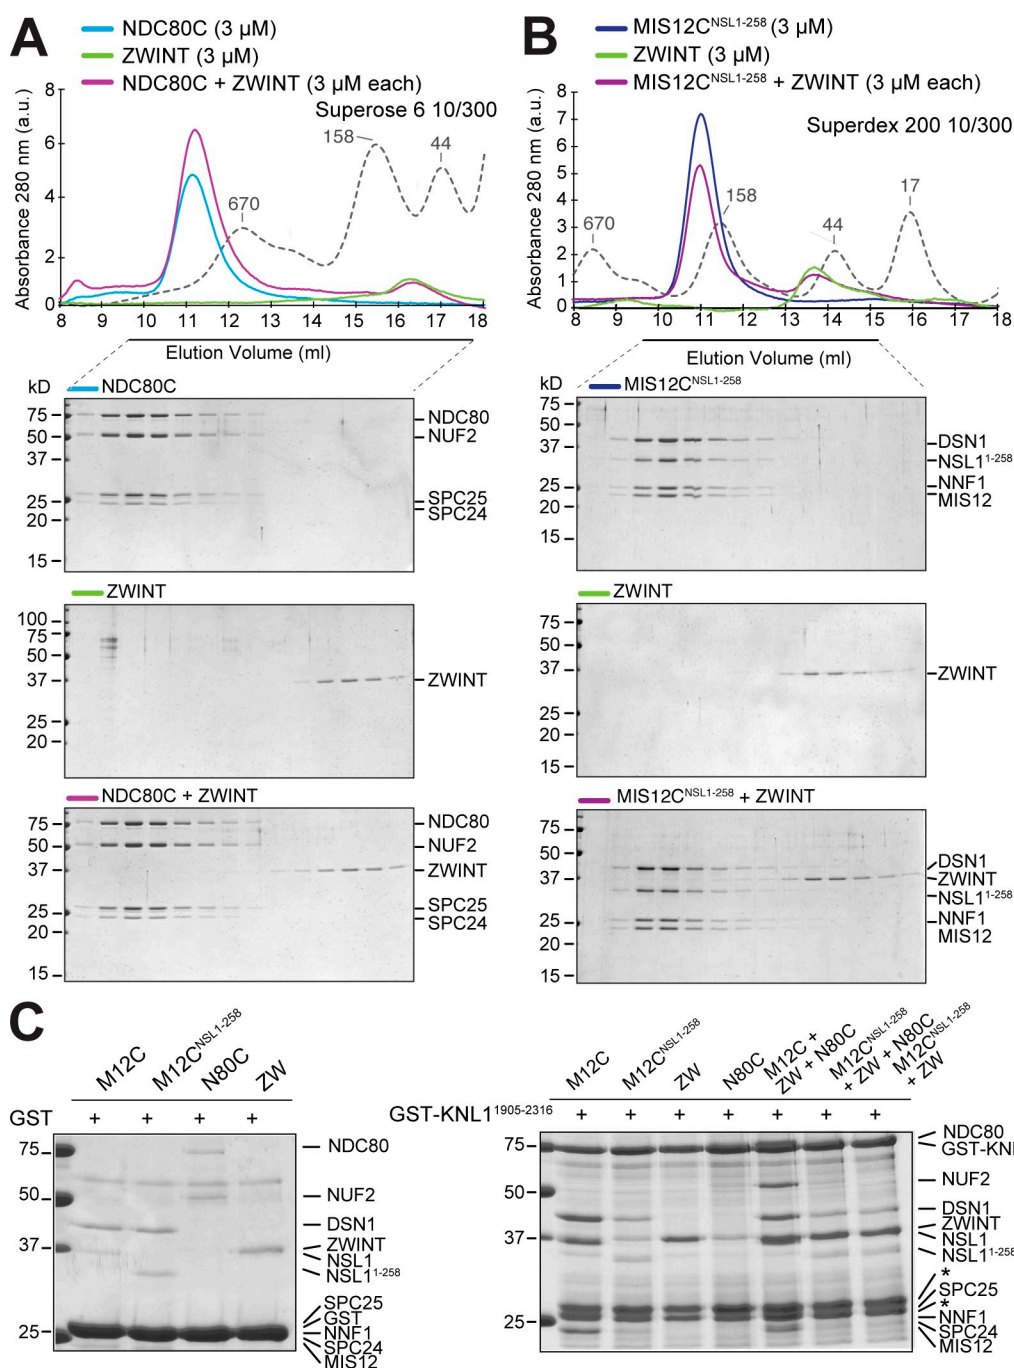 A
NDC80C (3 µM)
ZWINT (3 µM)
NDC80C + ZWINT (3 µM each)
Superose 6 10/300
Absorbance 280 nm (a.u.)
8
6
4
2
0
670
158
44
8 9 10 11 12 13 14 15 16 17 18
Elution Volume (ml)
kD
NDC80C
75
50
37
25
20
15
NDC80
NUF2
SPC25
SPC24
ZWINT
100
75
50
37
25
20
ZWINT
NDC80C + ZWINT
75
50
37
25
20
15
NDC80
NUF2
ZWINT
SPC25
SPC24
B
MIS12C^NSL1-258 (3 µM)
ZWINT (3 µM)
MIS12C^NSL1-258 + ZWINT (3 µM each)
Superdex 200 10/300
Absorbance 280 nm (a.u.)
8
7
6
5
4
3
2
1
0
670
158
44
17
8 9 10 11 12 13 14 15 16 17 18
Elution Volume (ml)
kD
MIS12C^NSL1-258
75
50
37
25
15
DSN1
NSL1^1-258
NNF1
MIS12
ZWINT
75
50
37
25
20
15
ZWINT
MIS12C^NSL1-258 + ZWINT
75
50
37
25
20
15
DSN1
ZWINT
NSL1^1-258
NNF1
MIS12
C
M12C
M12C^NSL1-258
N80C
ZW
GST + + + +
75
50
37
25
NDC80
NUF2
DSN1
ZWINT
NSL1
NSL1^1-258
SPC25
GST
NNF1
SPC24
MIS12
M12C
M12C^NSL1-258
ZW
N80C
M12C +
ZW + N80C
M12C^NSL1-258
+ ZW + N80C
M12C^NSL1-258
+ ZW
GST-KNL1^1905-2316 + + + + + + +
75
50
37
25
NDC80
GST-KN
NUF2
DSN1
ZWINT
NSL1
NSL1^1-258
*
SPC25
*
NNF1
SPC24
MIS12